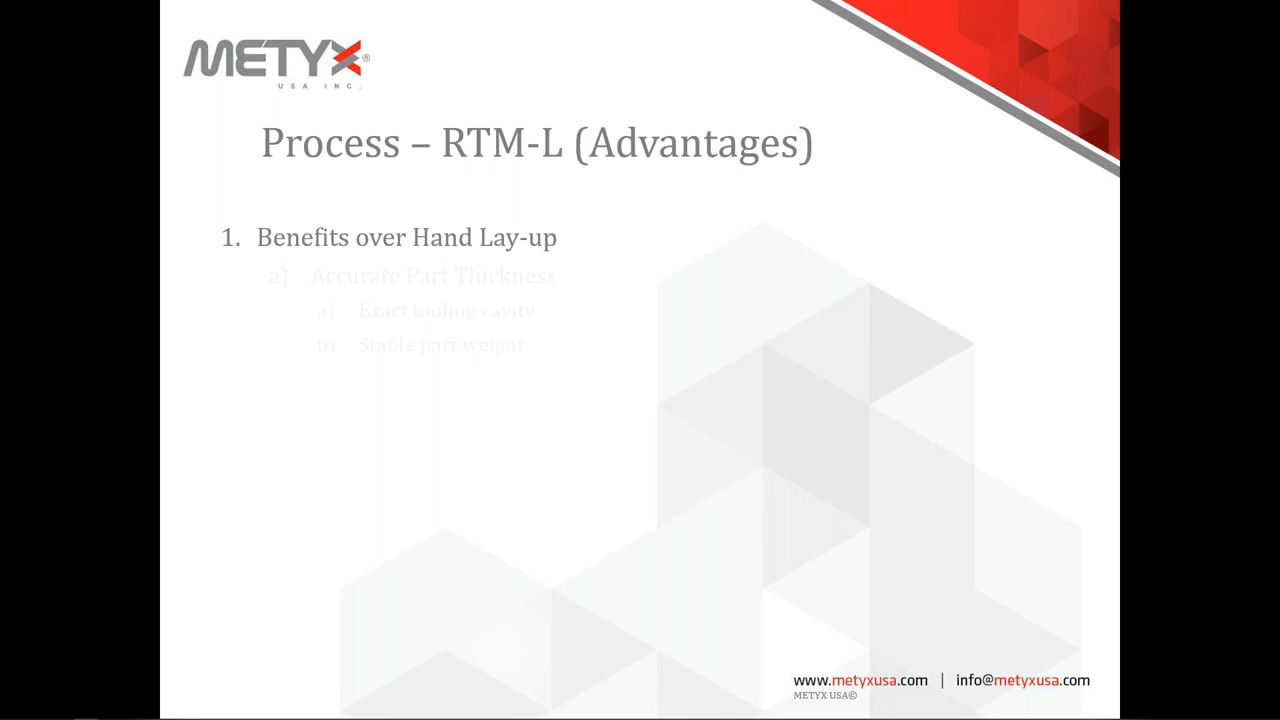 METYX®
USA INC.
Process – RTM-L (Advantages)
1. Benefits over Hand Lay-up
a) Accurate Part Thickness
a) Exact tooling cavity
b) Stable part weight
www.metyxusa.com | info@metyxusa.com
METYX USA©